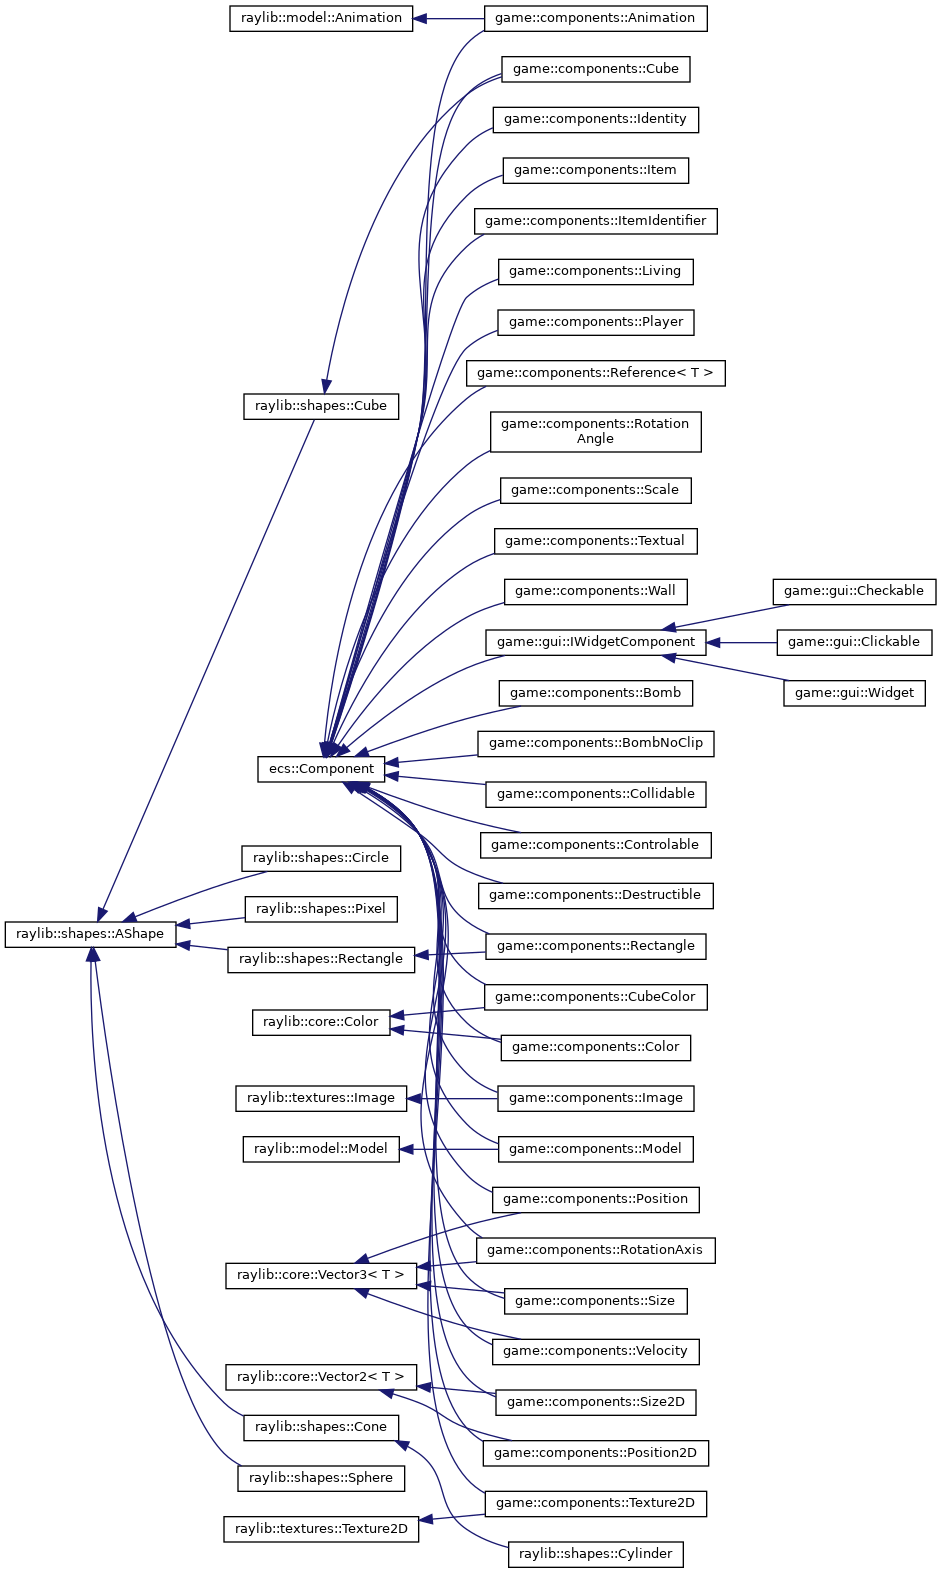 raylib::model::Animation
game::components::Animation
game::components::Cube
game::components::Identity
game::components::Item
game::components::ItemIdentifier
game::components::Living
game::components::Player
game::components::Reference< T >
raylib::shapes::Cube
game::components::Rotation
Angle
game::components::Scale
game::components::Textual
game::components::Wall
game::gui::Checkable
game::gui::IWidgetComponent
game::gui::Clickable
game::components::Bomb
game::gui::Widget
game::components::BombNoClip
ecs::Component
game::components::Collidable
game::components::Controlable
raylib::shapes::Circle
game::components::Destructible
raylib::shapes::Pixel
raylib::shapes::AShape
game::components::Rectangle
raylib::shapes::Rectangle
game::components::CubeColor
raylib::core::Color
game::components::Color
raylib::textures::Image
game::components::Image
raylib::model::Model
game::components::Model
game::components::Position
game::components::RotationAxis
raylib::core::Vector3< T >
game::components::Size
game::components::Velocity
raylib::core::Vector2< T >
game::components::Size2D
raylib::shapes::Cone
game::components::Position2D
raylib::shapes::Sphere
game::components::Texture2D
raylib::textures::Texture2D
raylib::shapes::Cylinder